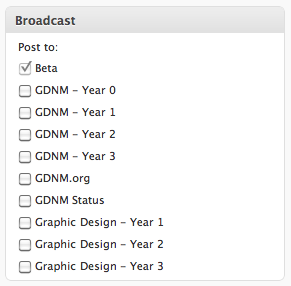 Broadcast
Post to:
Beta
GDNM – Year 0
GDNM – Year 1
GDNM – Year 2
GDNM – Year 3
GDNM.org
GDNM Status
Graphic Design – Year 1
Graphic Design – Year 2
Graphic Design – Year 3